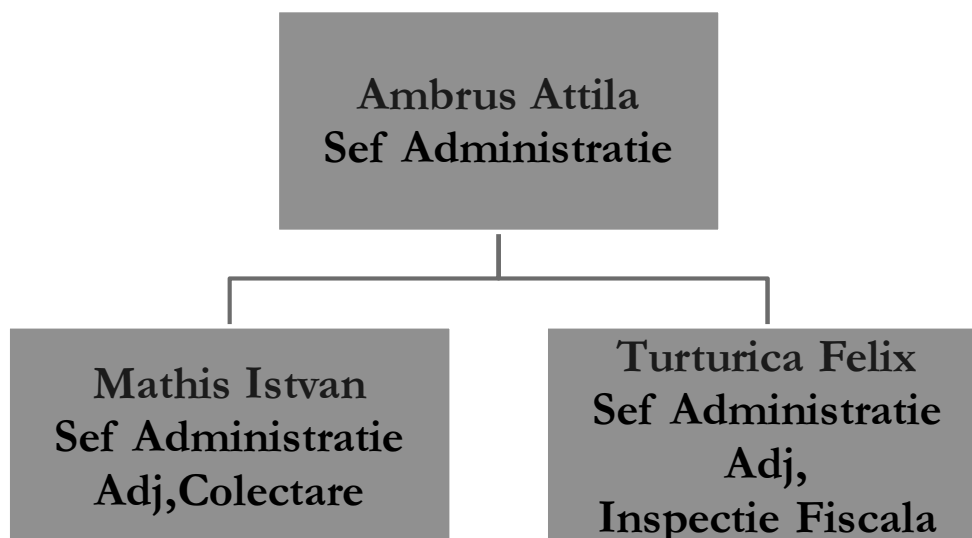 Ambrus Attila
Sef Administratie
Mathis Istvan
Sef Administratie
Adj,Colectare
Turturica Felix
Sef Administratie
Adj,
Inspectie Fiscala